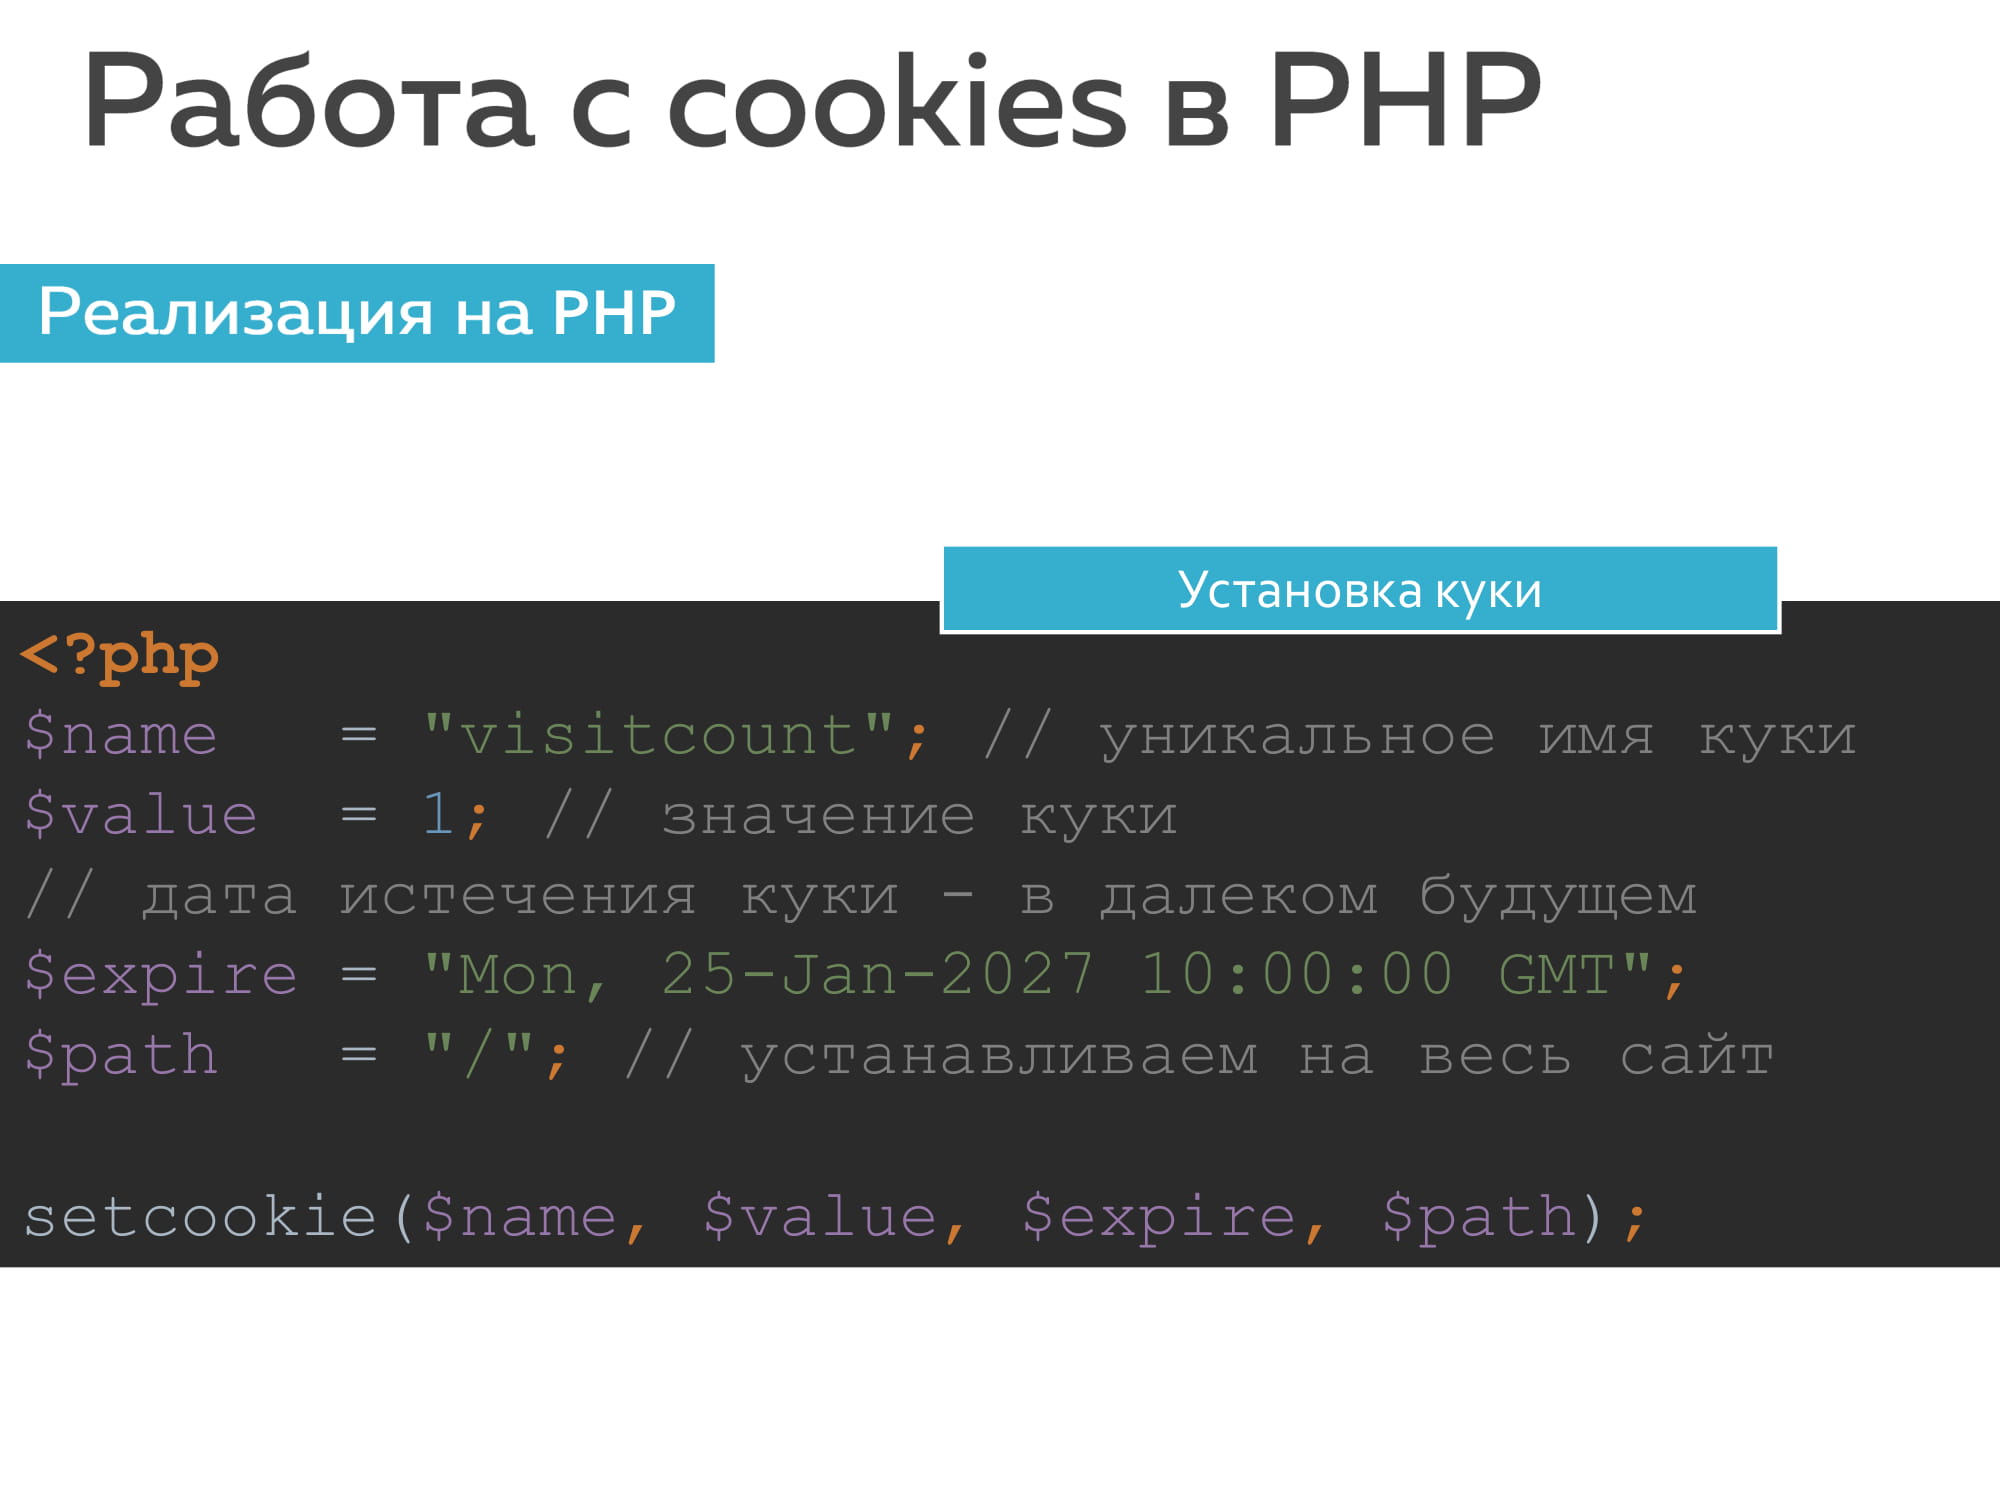 Работа с cookies в PHP
Реализация на PHP
Установка куки
<?php
$name   = "visitcount"; // уникальное имя куки
$value  = 1; // значение куки
// дата истечения куки - в далеком будущем
$expire = "Mon, 25-Jan-2027 10:00:00 GMT";
$path   = "/"; // устанавливаем на весь сайт
setcookie($name, $value, $expire, $path);